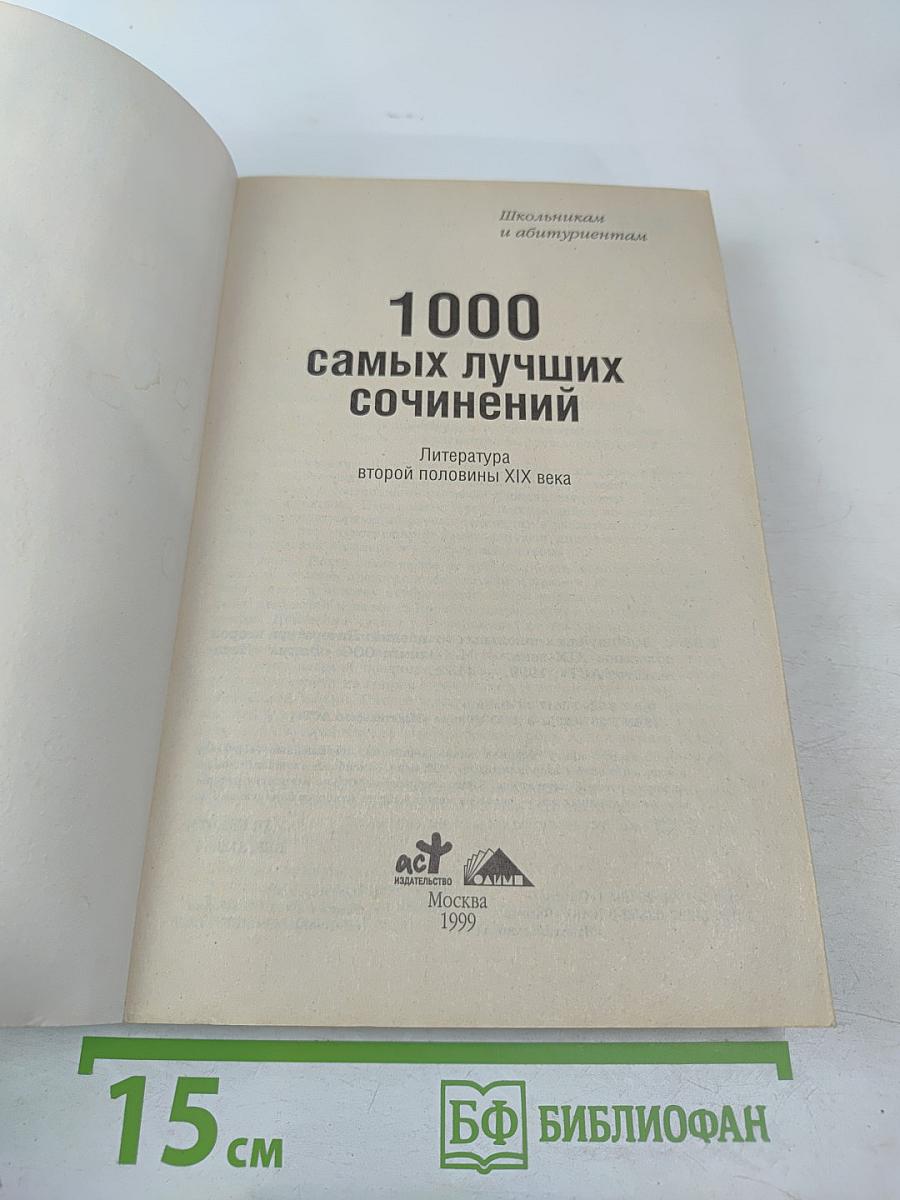 Школьникам
и абитуриентам
1000
самых лучших
сочинений
Литература
второй половины XIX века
аст
ИЗДАТЕЛЬСТВО
ОЛИМП
Москва
1999
15 см
БФ БИБЛИОФАН